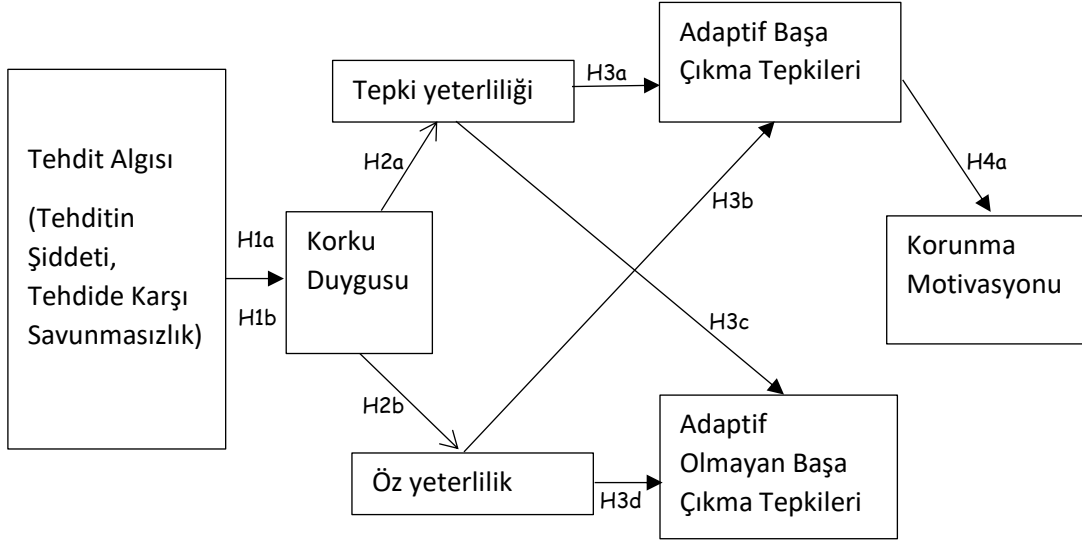 Tehdit Algısı
(Tehditin
Şiddeti,
Tehdide Karşı
Savunmasızlık)
H1a
H1b
Korku
Duygusu
H2a
H2b
Tepki yeterliliği
Öz yeterlilik
H3a
H3b
H3c
H3d
Adaptif Başa
Çıkma Tepkileri
Adaptif
Olmayan Başa
Çıkma Tepkileri
H4a
Korunma
Motivasyonu